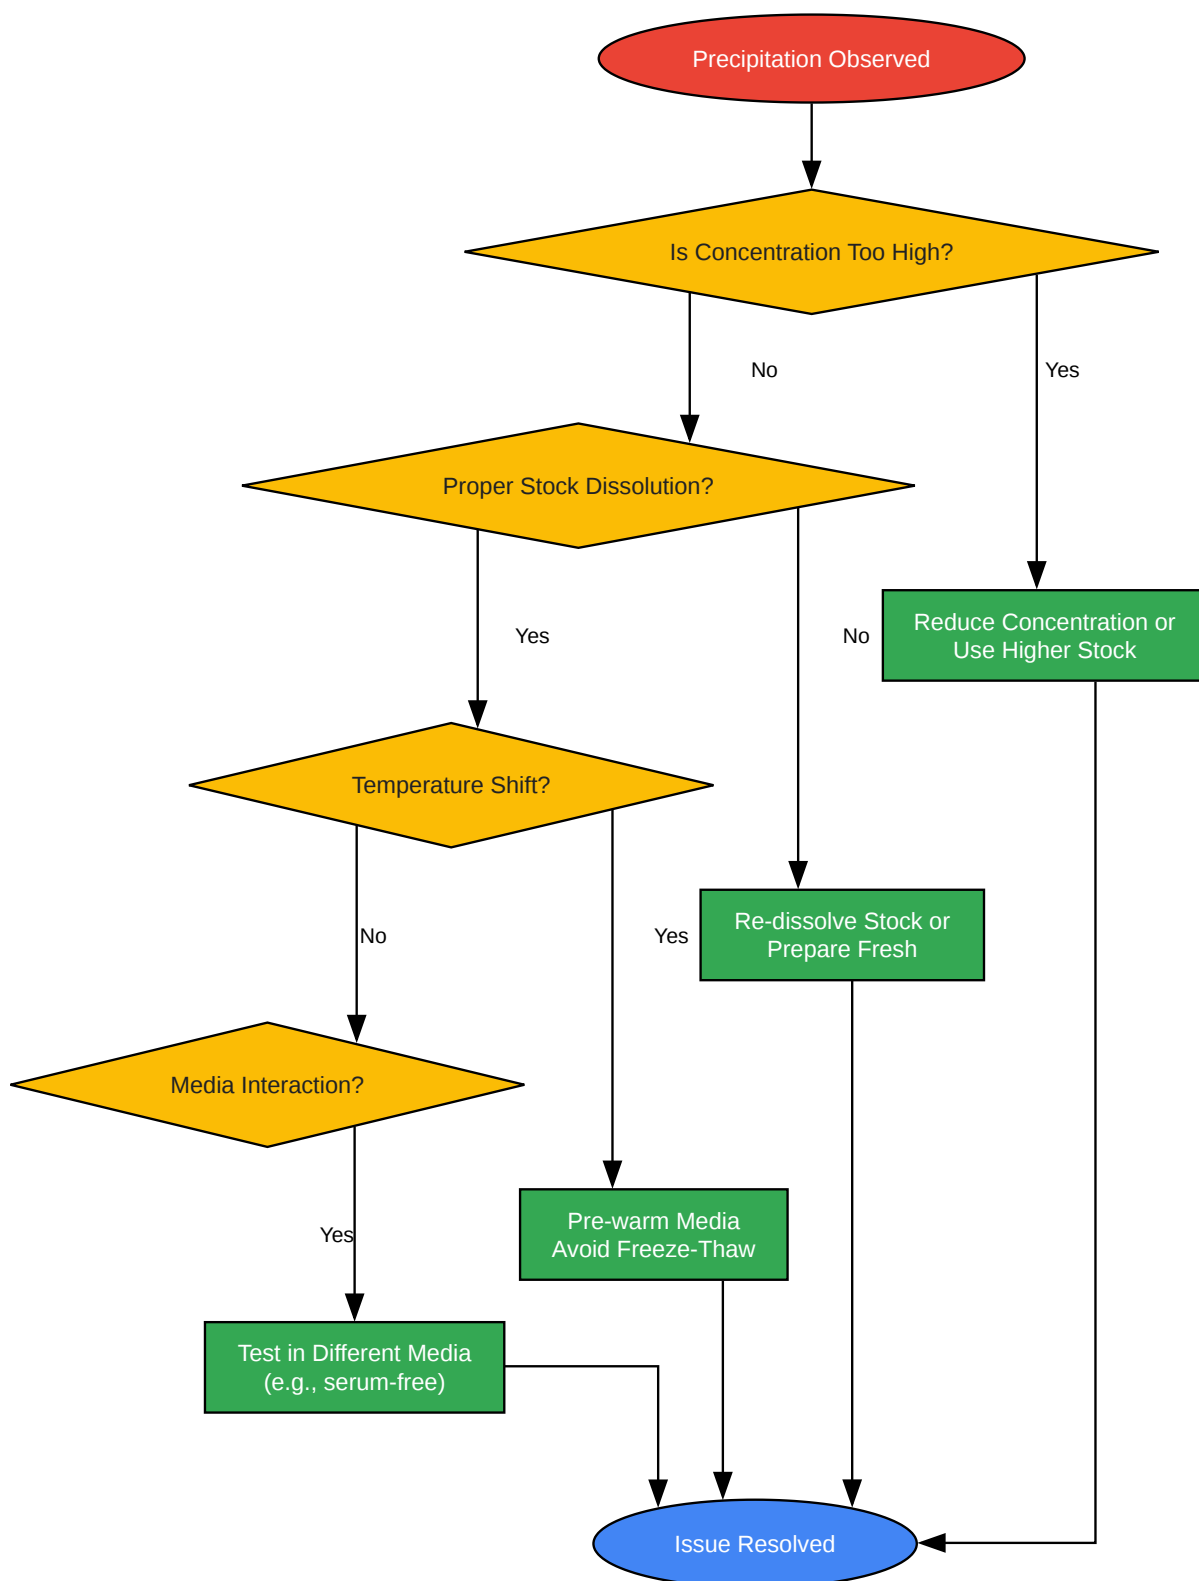 Precipitation Observed
Is Concentration Too High?
No
Yes
Proper Stock Dissolution?
Yes
No
Reduce Concentration or
Use Higher Stock
Temperature Shift?
No
Yes
Re-dissolve Stock or
Prepare Fresh
Media Interaction?
Yes
Pre-warm Media
Avoid Freeze-Thaw
Test in Different Media
(e.g., serum-free)
Issue Resolved